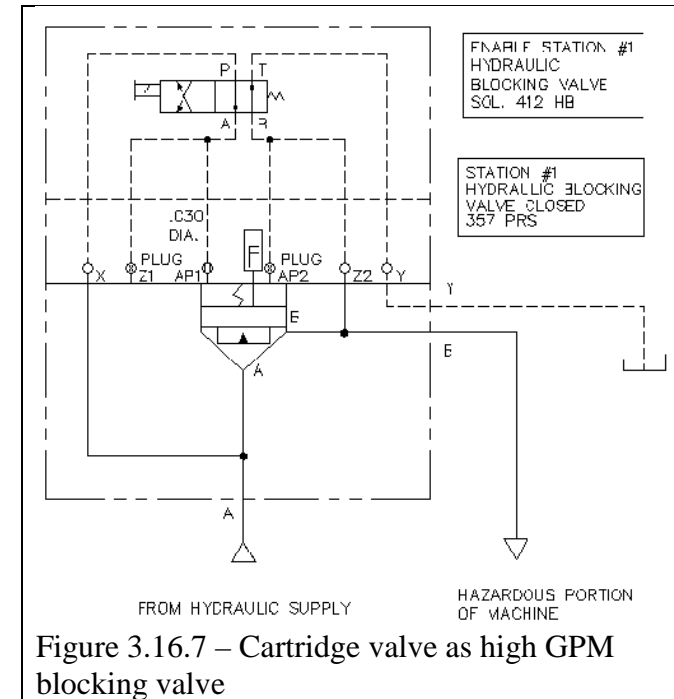 P T
A B
ENABLE STATION #1
HYDRAULIC
BLOCKING VALVE
SOL. 412 HB
STATION #1
HYDRAULIC BLOCKING
VALVE CLOSED
357 PRS
.030
DIA.
F
PLUG PLUG
X Z1 AP1 AP2 Z2 Y
Y
B
B
A
A
FROM HYDRAULIC SUPPLY
HAZARDOUS PORTION
OF MACHINE
Figure 3.16.7 – Cartridge valve as high GPM
blocking valve